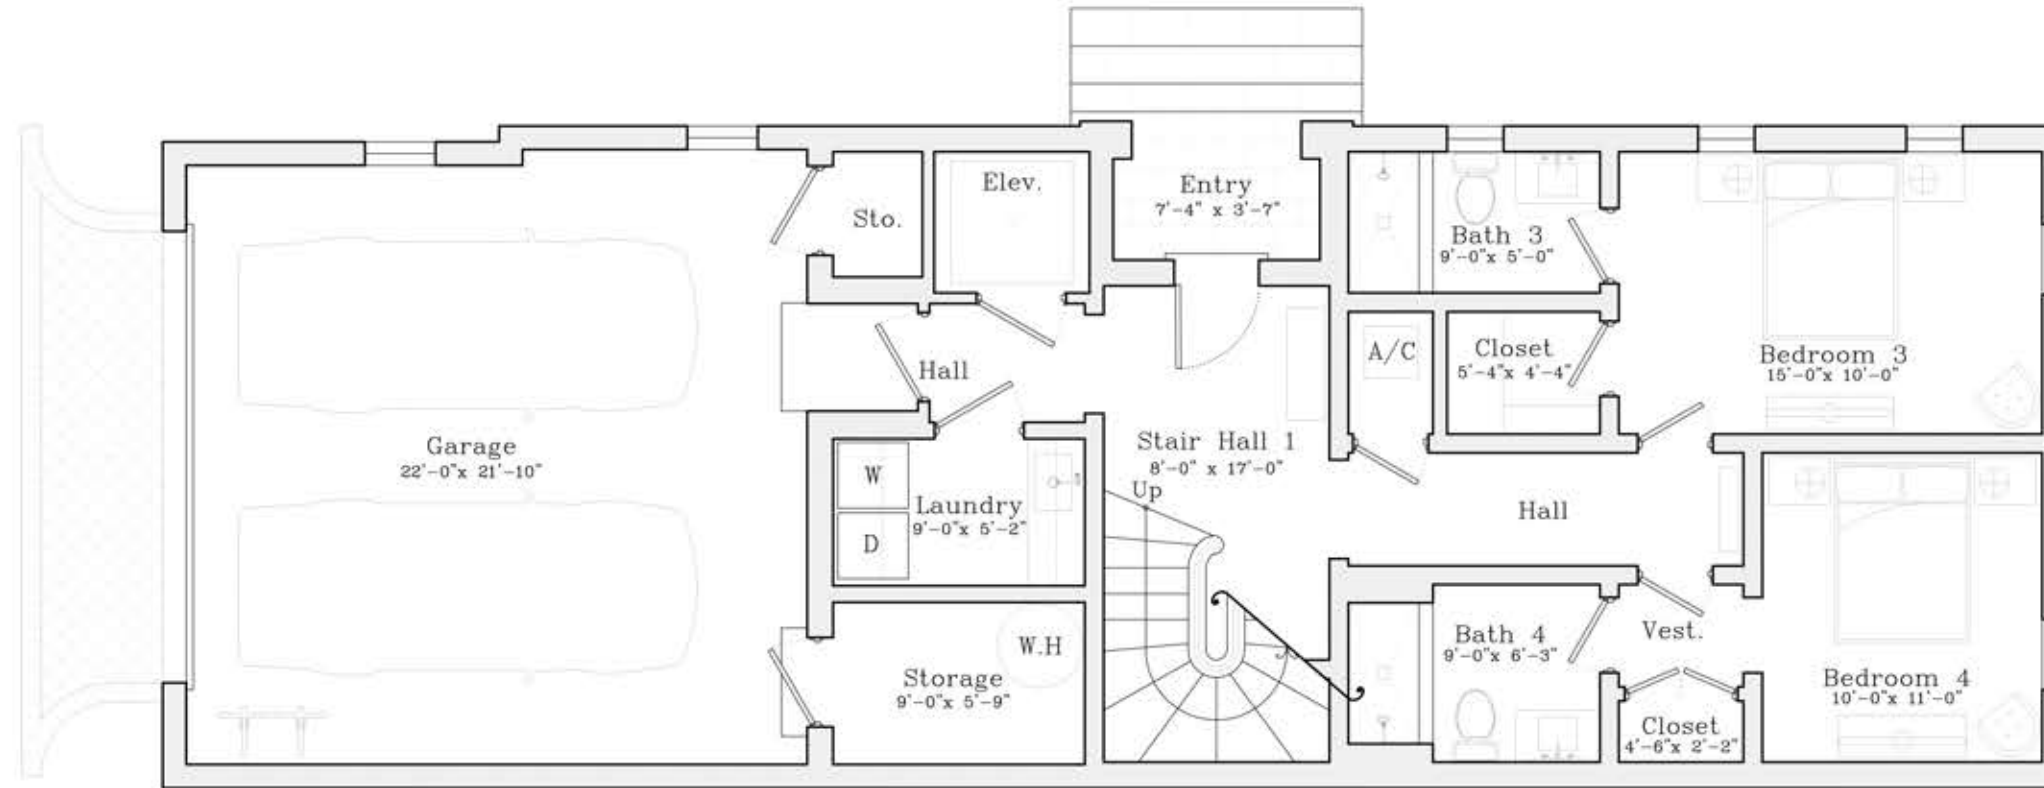 Garage
22'-0"x 21'-10"
Sto.
Elev.
Hall
W
D
Laundry
9'-0"x 5'-2"
Storage
9'-0"x 5'-9"
W.H
Entry
7'-4" x 3'-7"
Stair Hall 1
8'-0" x 17'-0"
Up
Bath 3
9'-0"x 5'-0"
A/C
Closet
5'-4"x 4'-4"
Bedroom 3
15'-0"x 10'-0"
Hall
Bath 4
9'-0"x 6'-3"
Vest.
Closet
4'-6"x 2'-2"
Bedroom 4
10'-0"x 11'-0"